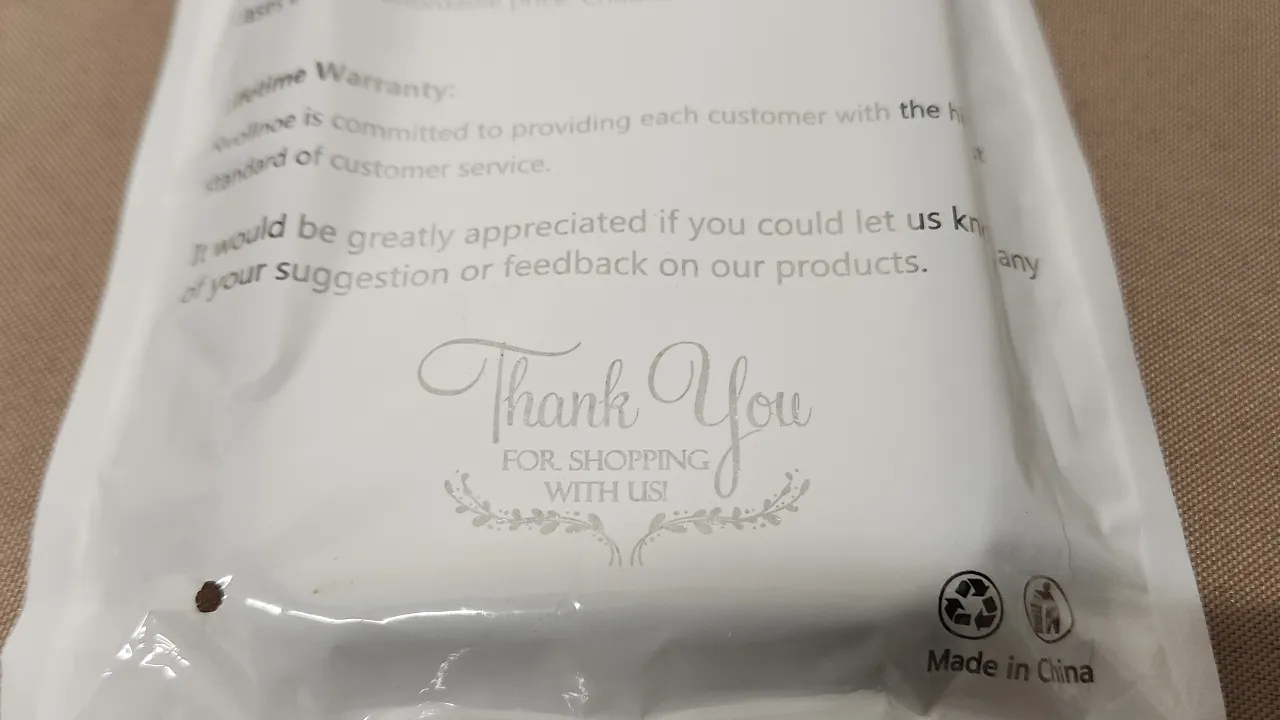 Warranty:
is committed to providing each customer with the
standard of customer service.
It would be greatly appreciated if you could let us
any
of your suggestion or feedback on our products.
Thank You
FOR SHOPPING
WITH US!
Made in China